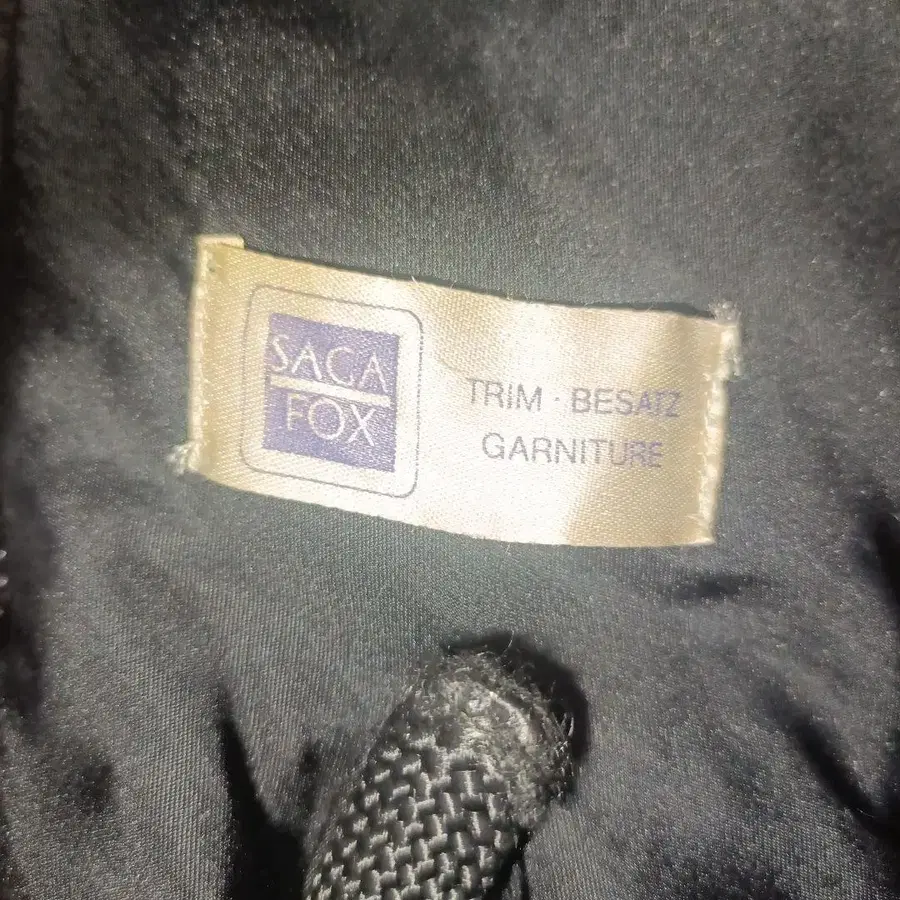 SAGA
FOX
TRIM · BESATZ
GARNITURE